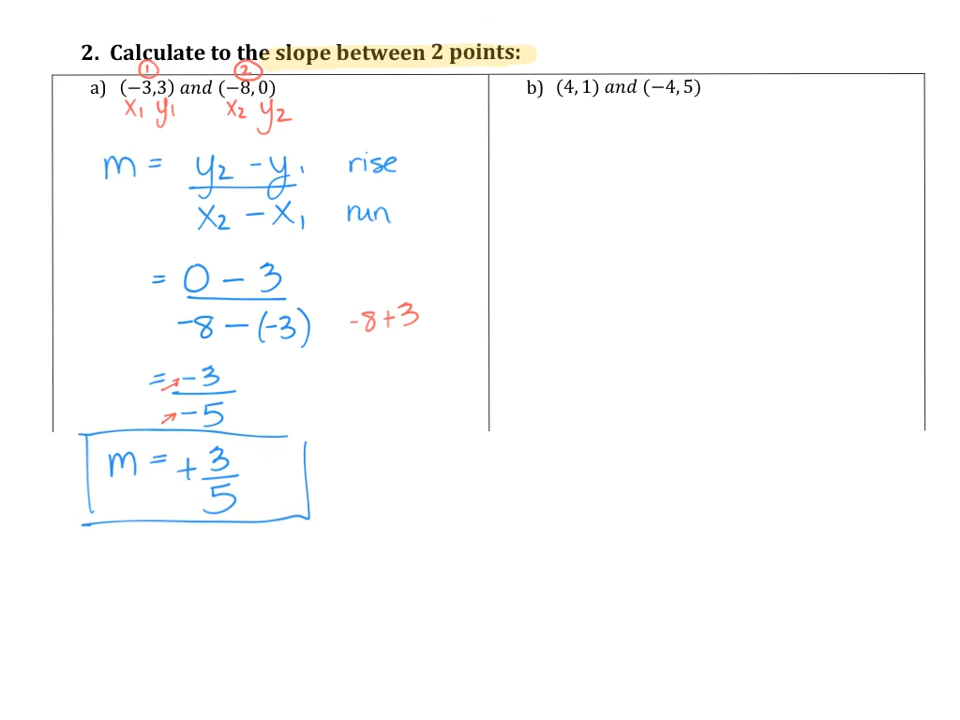 2. Calculate to the slope between 2 points:
① ②
a) (−3,3) and (−8,0)
x₁ y₁ x₂ y₂
m = y₂ - y₁ rise
x₂ - x₁ run
= 0 - 3
-8 - (-3) -8+3
= -3
-5
m = + 3
5
b) (4,1) and (−4,5)